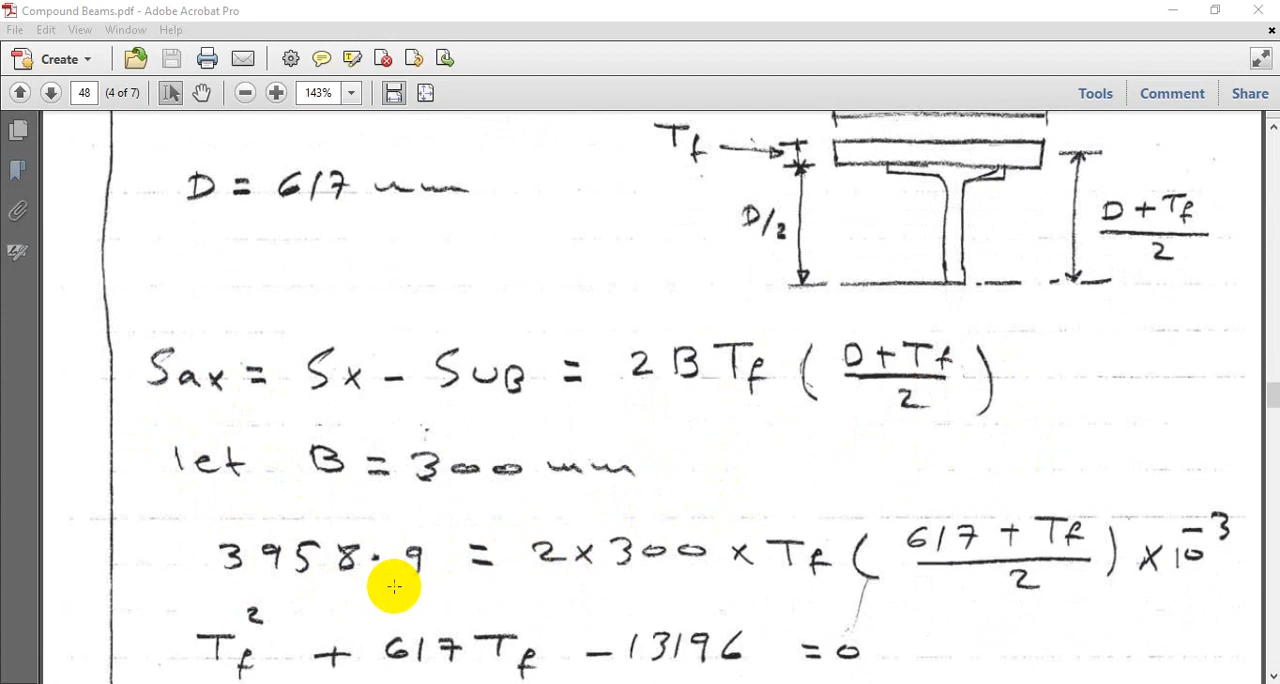 Compound Beams.pdf - Adobe Acrobat Pro
File Edit View Window Help
Create
48 (4 of 7) 143% Tools Comment Share
Tf
D = 617 mm
D/2
D + Tf / 2
Sax = Sx - SUB = 2 B Tf ( D + Tf / 2 )
let B = 300 mm
3958.9 = 2 x 300 x Tf ( 617 + Tf / 2 ) x 10⁻³
Tf² + 617 Tf - 13196 = 0